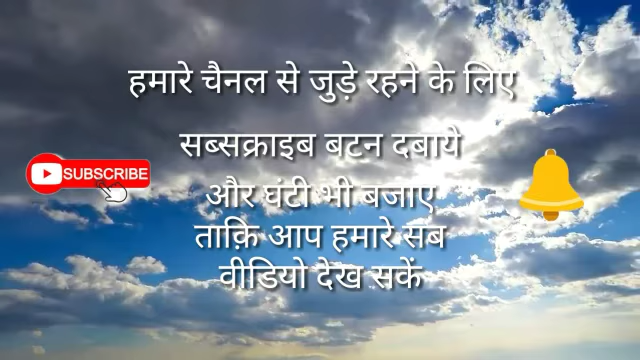 हमारे चैनल से जुड़े रहने के लिए
सब्सक्राइब बटन दबाये
SUBSCRIBE
और घंटी भी बजाए
ताक़ि आप हमारे सब
वीडियो देख सकें